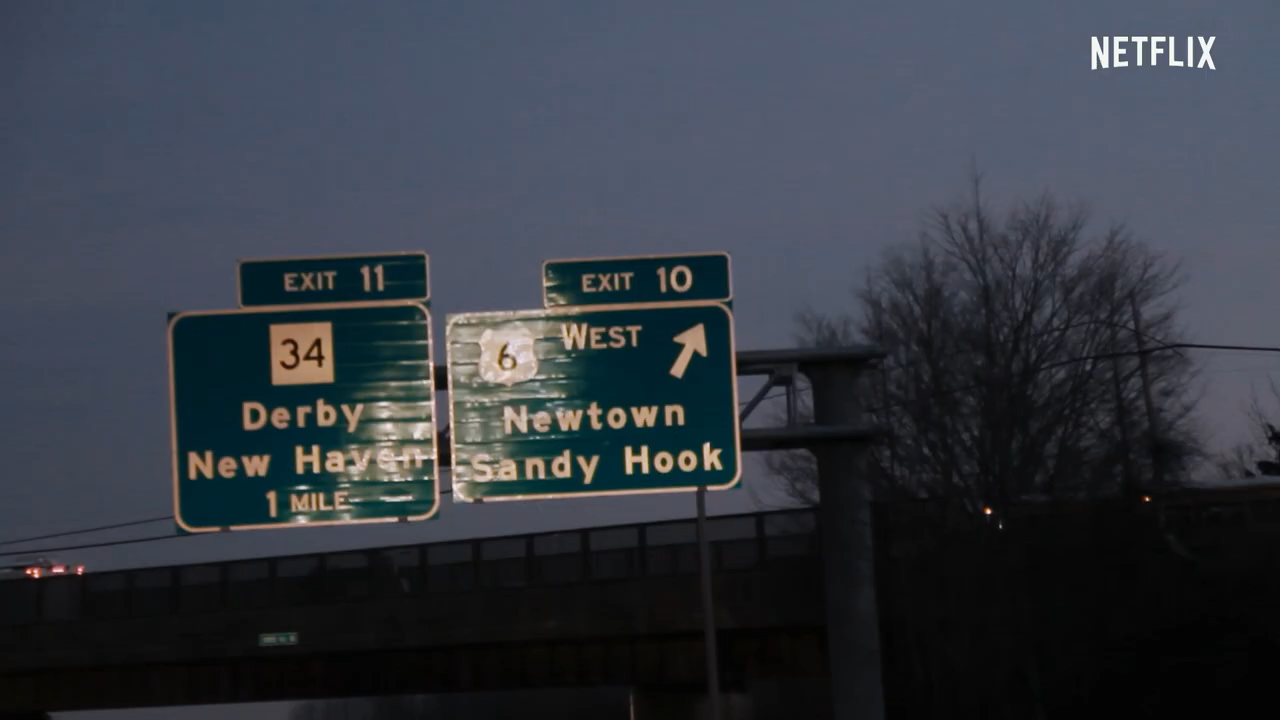 NETFLIX
EXIT 11
34
Derby
New Haven
1 MILE
EXIT 10
6 WEST
Newtown
Sandy Hook